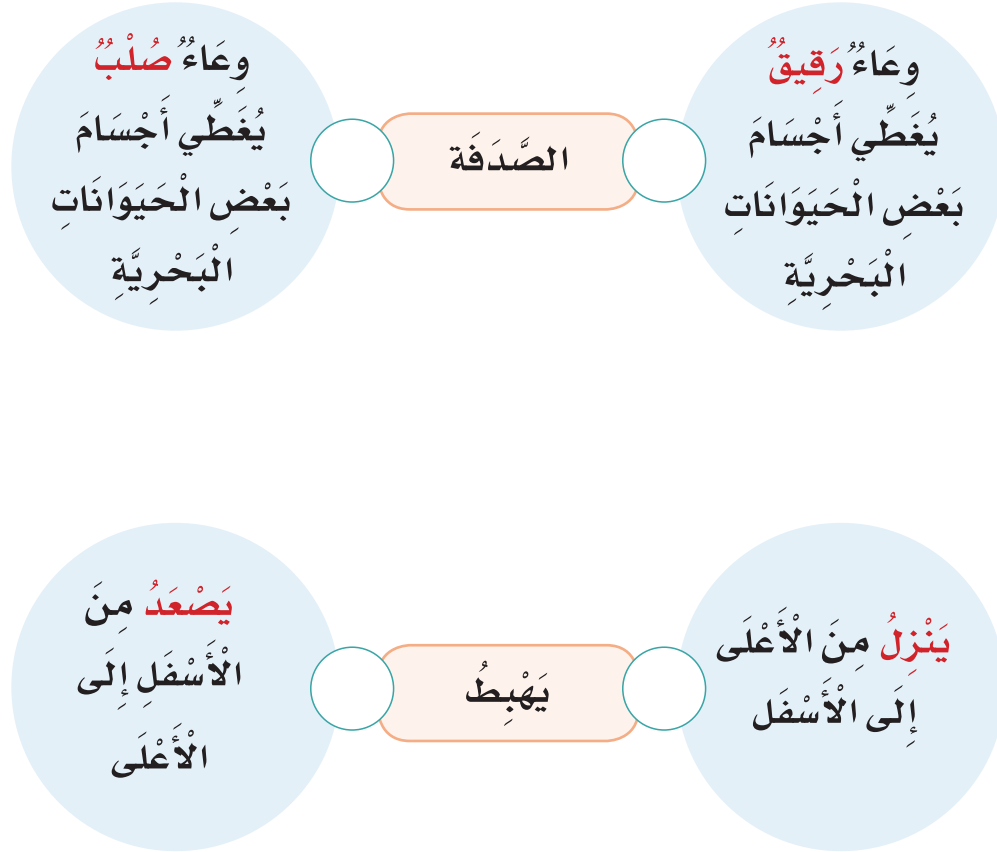 وِعَاءٌ رَقِيقٌ
يُغَطِّي أَجْسَامَ
بَعْضِ الْحَيَوَانَاتِ
الْبَحْرِيَّةِ
الصَّدَفَة
وِعَاءٌ صُلْبٌ
يُغَطِّي أَجْسَامَ
بَعْضِ الْحَيَوَانَاتِ
الْبَحْرِيَّةِ
يَنْزِلُ مِنَ الْأَعْلَى
إِلَى الْأَسْفَل
يَهْبِطُ
يَصْعَدُ مِنَ
الْأَسْفَلِ إِلَى
الْأَعْلَى